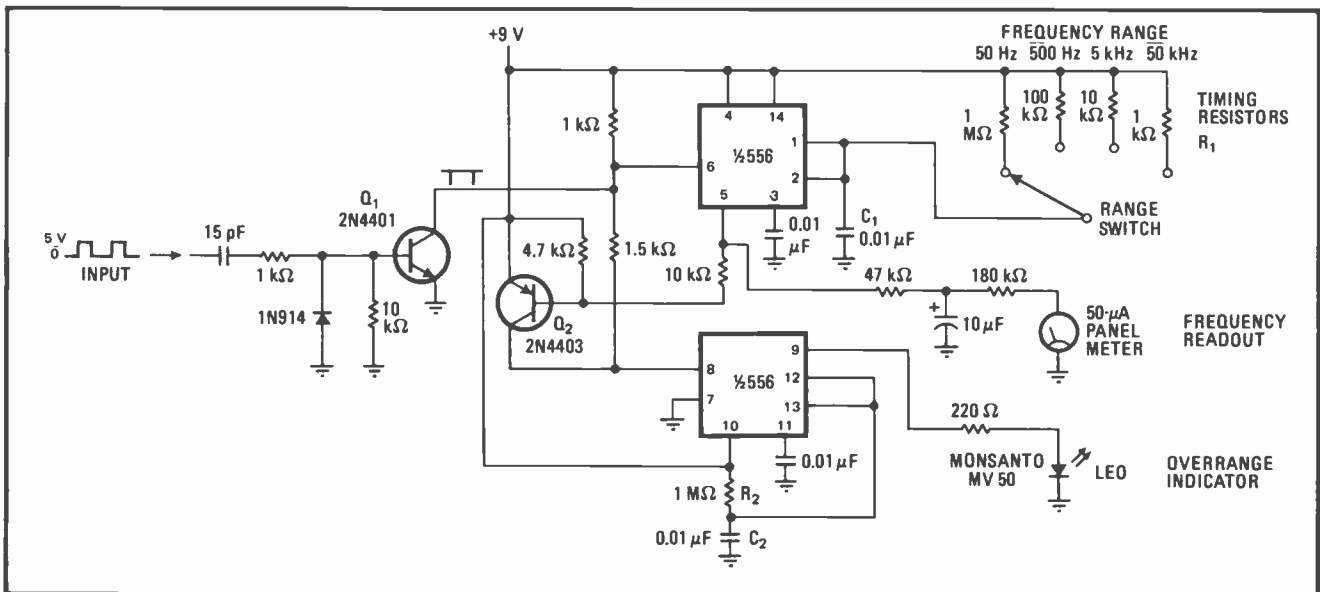 +9 V
FREQUENCY RANGE
50 Hz 500 Hz 5 kHz 50 kHz
1 kΩ
4
14
½556
6
5
3
1
2
1 MΩ
100 kΩ
10 kΩ
1 kΩ
TIMING RESISTORS
R1
RANGE SWITCH
Q1
2N4401
5 V
0
INPUT
15 pF
1 kΩ
1N914
10 kΩ
4.7 kΩ
1.5 kΩ
10 kΩ
0.01 µF
C1
0.01 µF
Q2
2N4403
47 kΩ
180 kΩ
+
10 µF
50-µA PANEL METER
FREQUENCY READOUT
8
7
½556
9
12
13
10
11
0.01 µF
220 Ω
MONSANTO MV 50
LEO
OVERRANGE INDICATOR
1 MΩ
R2
0.01 µF
C2